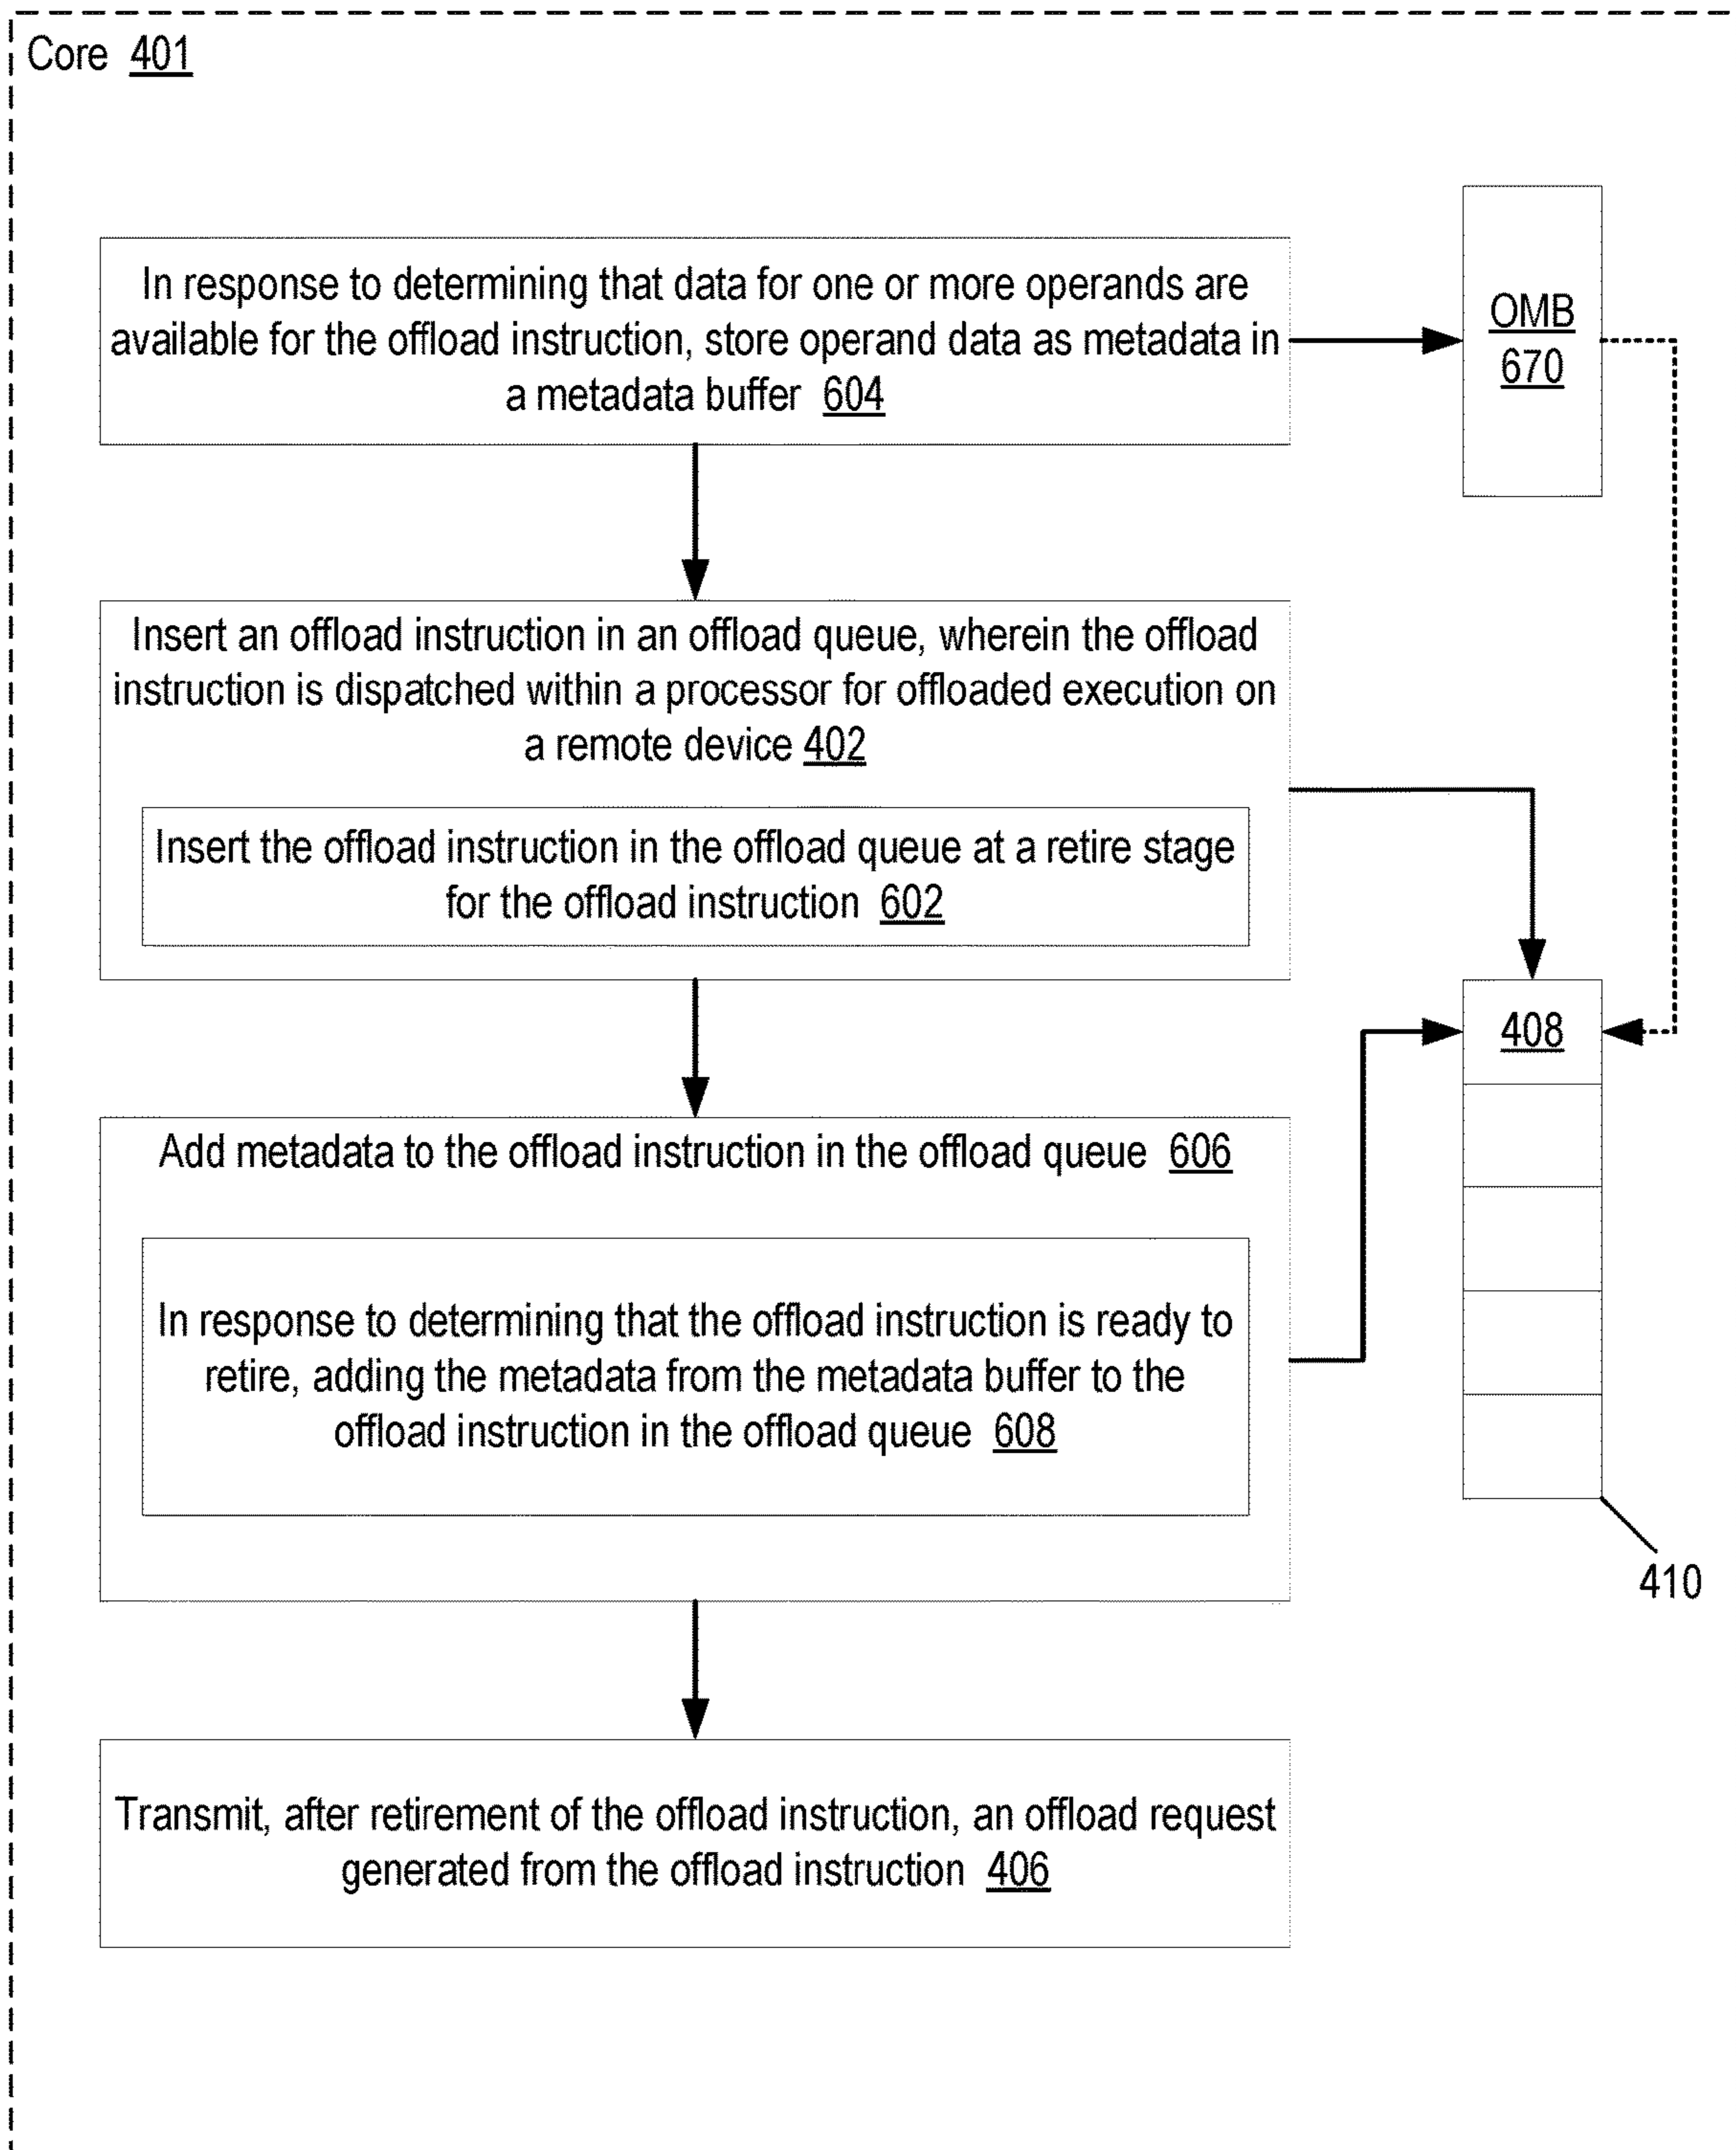 Core 401
In response to determining that data for one or more operands are
available for the offload instruction, store operand data as metadata in
a metadata buffer 604
OMB
670
Insert an offload instruction in an offload queue, wherein the offload
instruction is dispatched within a processor for offloaded execution on
a remote device 402
Insert the offload instruction in the offload queue at a retire stage
for the offload instruction 602
408
Add metadata to the offload instruction in the offload queue 606
In response to determining that the offload instruction is ready to
retire, adding the metadata from the metadata buffer to the
offload instruction in the offload queue 608
410
Transmit, after retirement of the offload instruction, an offload request
generated from the offload instruction 406